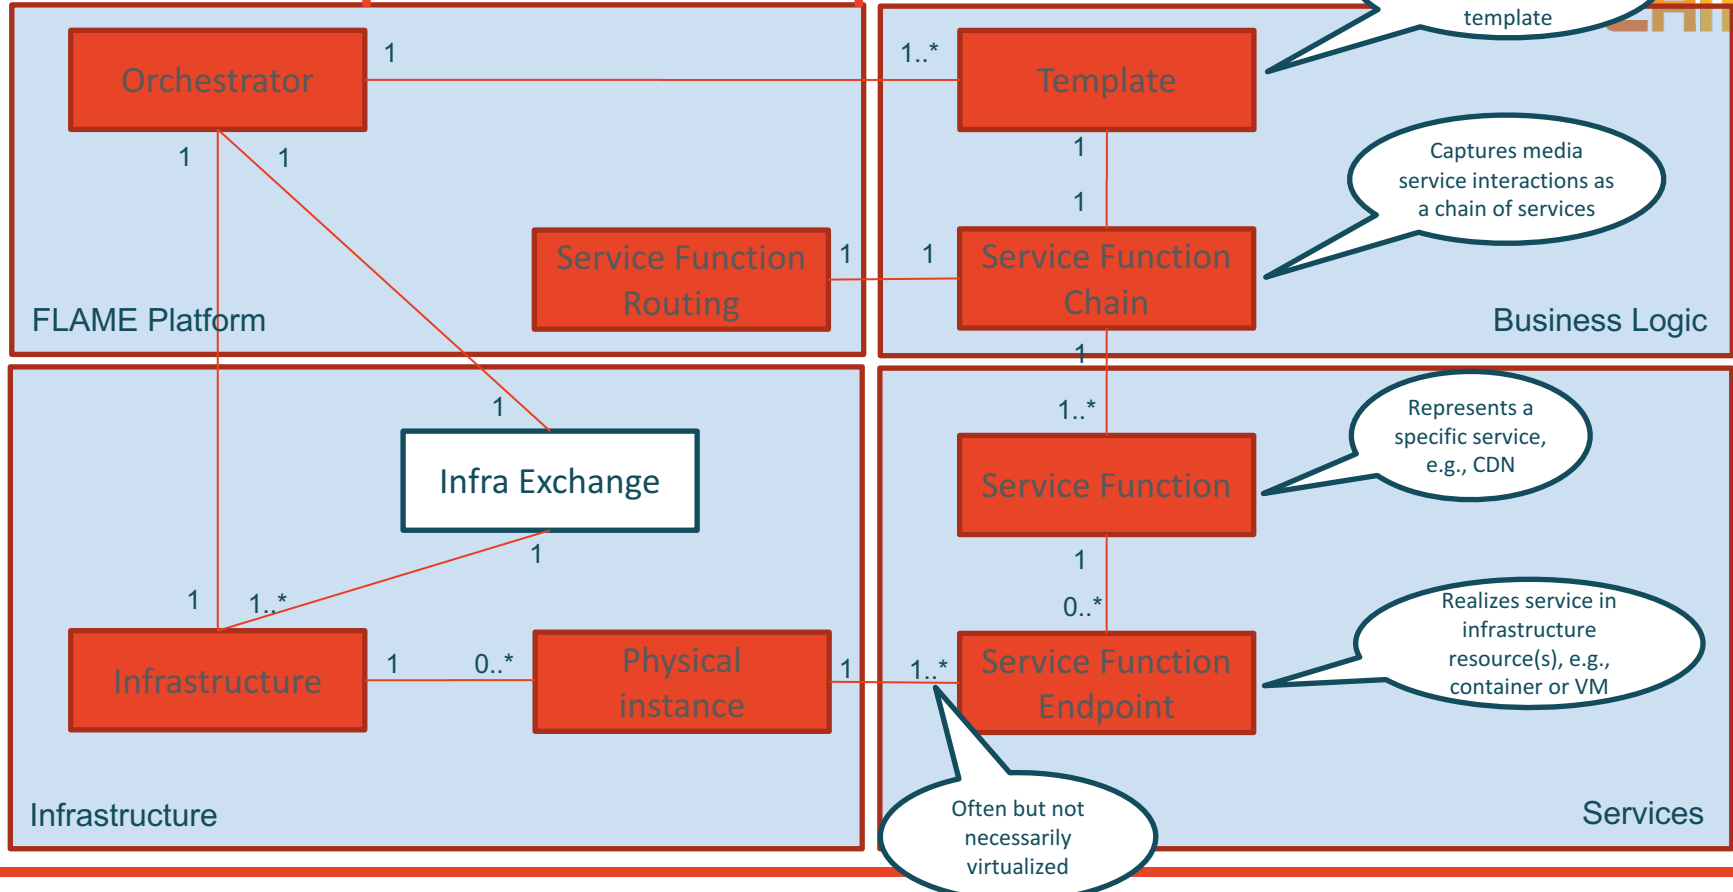 template
1
1..*
Orchestrator
Template
1
1
1
Captures media
service interactions as
a chain of services
1
Service Function
Routing
1
1
Service Function
Chain
FLAME Platform
Business Logic
1
1
1..*
Represents a
specific service,
e.g., CDN
Infra Exchange
Service Function
1
1
1
1..*
0..*
Realizes service in
infrastructure
resource(s), e.g.,
container or VM
Infrastructure
1
0..*
Physical
instance
1
1..*
Service Function
Endpoint
Infrastructure
Often but not
necessarily
virtualized
Services